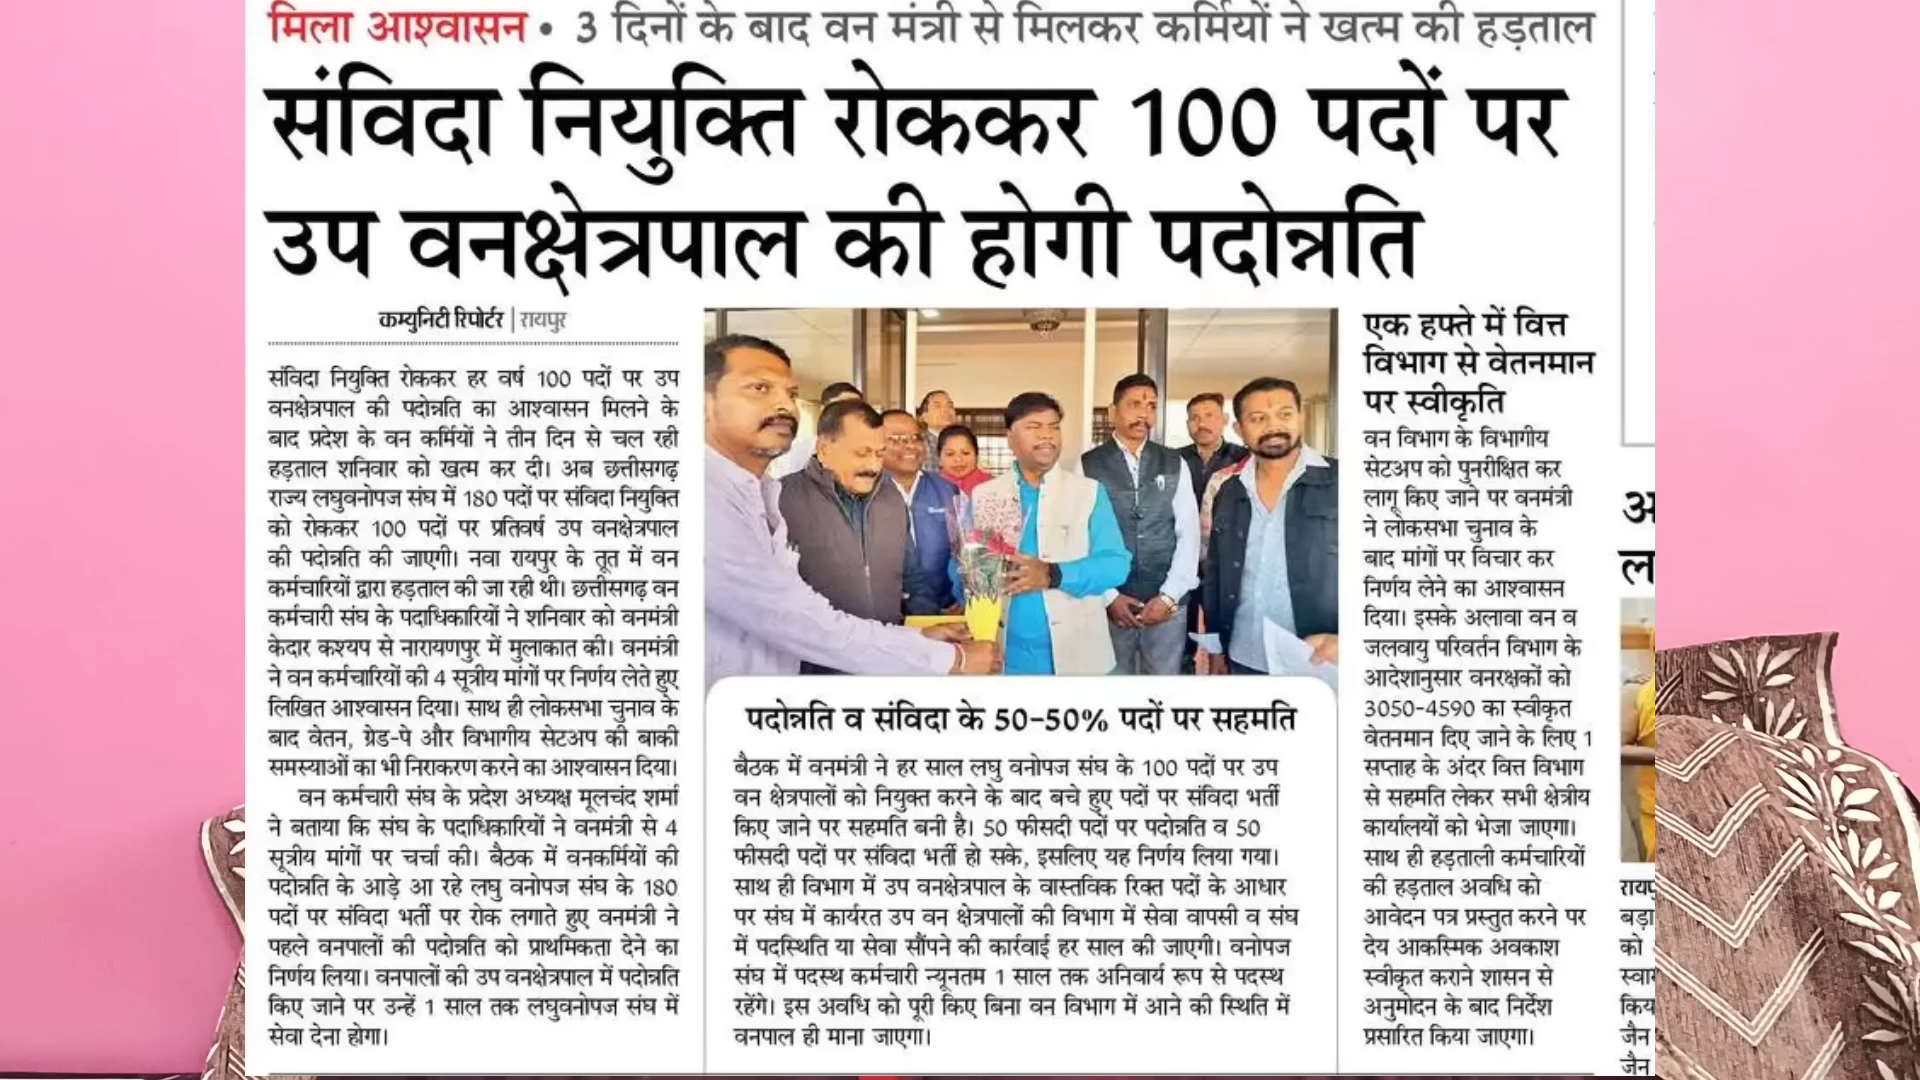 मिला आश्वासन • 3 दिनों के बाद वन मंत्री से मिलकर कर्मियों ने खत्म की हड़ताल
संविदा नियुक्ति रोककर 100 पदों पर
उप वनक्षेत्रपाल की होगी पदोन्नति
कम्युनिटी रिपोर्टर | रायपुर
संविदा नियुक्ति रोककर हर वर्ष 100 पदों पर उप
वनक्षेत्रपाल की पदोन्नति का आश्वासन मिलने के
बाद प्रदेश के वन कर्मियों ने तीन दिन से चल रही
हड़ताल शनिवार को खत्म कर दी। अब छत्तीसगढ़
राज्य लघुवनोपज संघ में 180 पदों पर संविदा नियुक्ति
को रोककर 100 पदों पर प्रतिवर्ष उप वनक्षेत्रपाल
की पदोन्नति की जाएगी। नवा रायपुर के तूत में वन
कर्मचारियों द्वारा हड़ताल की जा रही थी। छत्तीसगढ़ वन
कर्मचारी संघ के पदाधिकारियों ने शनिवार को वनमंत्री
केदार कश्यप से नारायणपुर में मुलाकात की। वनमंत्री
ने वन कर्मचारियों की 4 सूत्रीय मांगों पर निर्णय लेते हुए
लिखित आश्वासन दिया। साथ ही लोकसभा चुनाव के
बाद वेतन, ग्रेड-पे और विभागीय सेटअप की बाकी
समस्याओं का भी निराकरण करने का आश्वासन दिया।
वन कर्मचारी संघ के प्रदेश अध्यक्ष मूलचंद शर्मा
ने बताया कि संघ के पदाधिकारियों ने वनमंत्री से 4
सूत्रीय मांगों पर चर्चा की। बैठक में वनकर्मियों की
पदोन्नति के आड़े आ रहे लघु वनोपज संघ के 180
पदों पर संविदा भर्ती पर रोक लगाते हुए वनमंत्री ने
पहले वनपालों की पदोन्नति को प्राथमिकता देने का
निर्णय लिया। वनपालों की उप वनक्षेत्रपाल में पदोन्नति
किए जाने पर उन्हें 1 साल तक लघुवनोपज संघ में
सेवा देना होगा।
पदोन्नति व संविदा के 50-50% पदों पर सहमति
बैठक में वनमंत्री ने हर साल लघु वनोपज संघ के 100 पदों पर उप
वन क्षेत्रपालों को नियुक्त करने के बाद बचे हुए पदों पर संविदा भर्ती
किए जाने पर सहमति बनी है। 50 फीसदी पदों पर पदोन्नति व 50
फीसदी पदों पर संविदा भर्ती हो सके, इसलिए यह निर्णय लिया गया।
साथ ही विभाग में उप वनक्षेत्रपाल के वास्तविक रिक्त पदों के आधार
पर संघ में कार्यरत उप वन क्षेत्रपालों की विभाग में सेवा वापसी व संघ
में पदस्थिति या सेवा सौंपने की कार्रवाई हर साल की जाएगी। वनोपज
संघ में पदस्थ कर्मचारी न्यूनतम 1 साल तक अनिवार्य रूप से पदस्थ
रहेंगे। इस अवधि को पूरी किए बिना वन विभाग में आने की स्थिति में
वनपाल ही माना जाएगा।
एक हफ्ते में वित्त
विभाग से वेतनमान
पर स्वीकृति
वन विभाग के विभागीय
सेटअप को पुनरीक्षित कर
लागू किए जाने पर वनमंत्री
ने लोकसभा चुनाव के
बाद मांगों पर विचार कर
निर्णय लेने का आश्वासन
दिया। इसके अलावा वन व
जलवायु परिवर्तन विभाग के
आदेशानुसार वनरक्षकों को
3050-4590 का स्वीकृत
वेतनमान दिए जाने के लिए 1
सप्ताह के अंदर वित्त विभाग
से सहमति लेकर सभी क्षेत्रीय
कार्यालयों को भेजा जाएगा।
साथ ही हड़ताली कर्मचारियों
की हड़ताल अवधि को
आवेदन पत्र प्रस्तुत करने पर
देय आकस्मिक अवकाश
स्वीकृत कराने शासन से
अनुमोदन के बाद निर्देश
प्रसारित किया जाएगा।
बड़ा
को
जैन
जैन